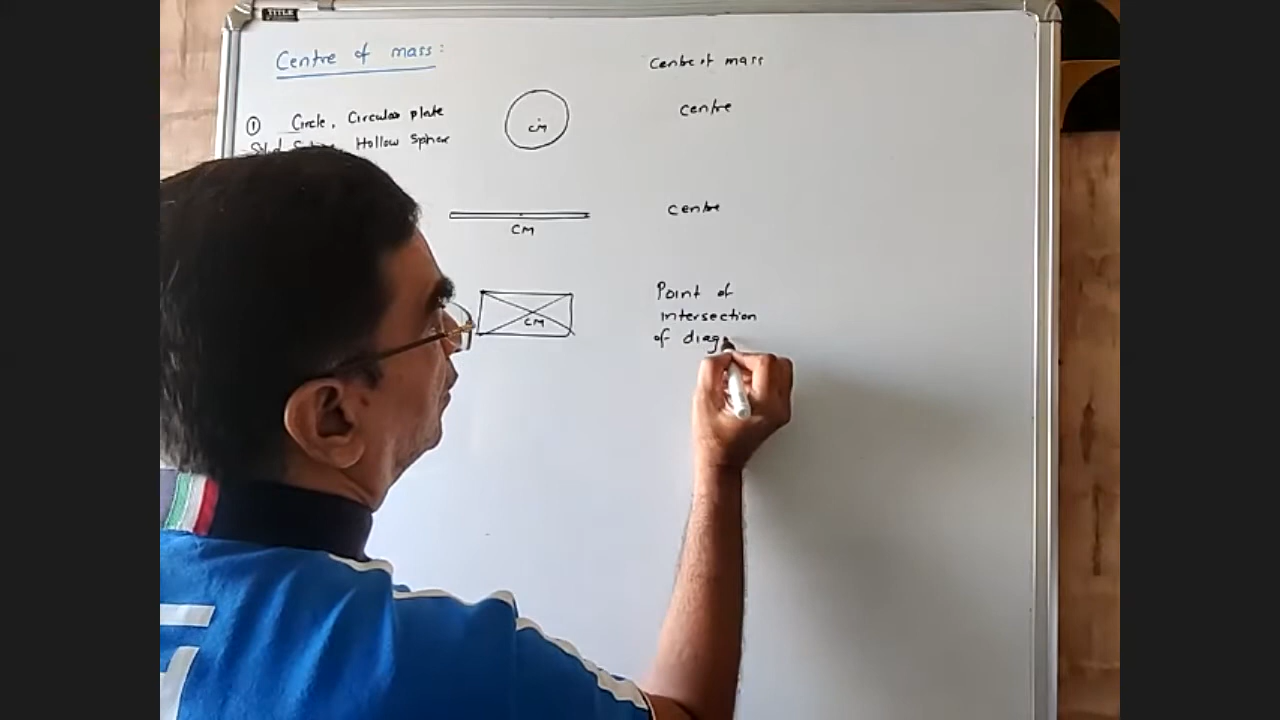 TITLE
Centre of mass:
Centre of mass
① Circle, Circular plate
CM
centre
Hollow Sphere
centre
CM
Point of
CM
intersection
of diag